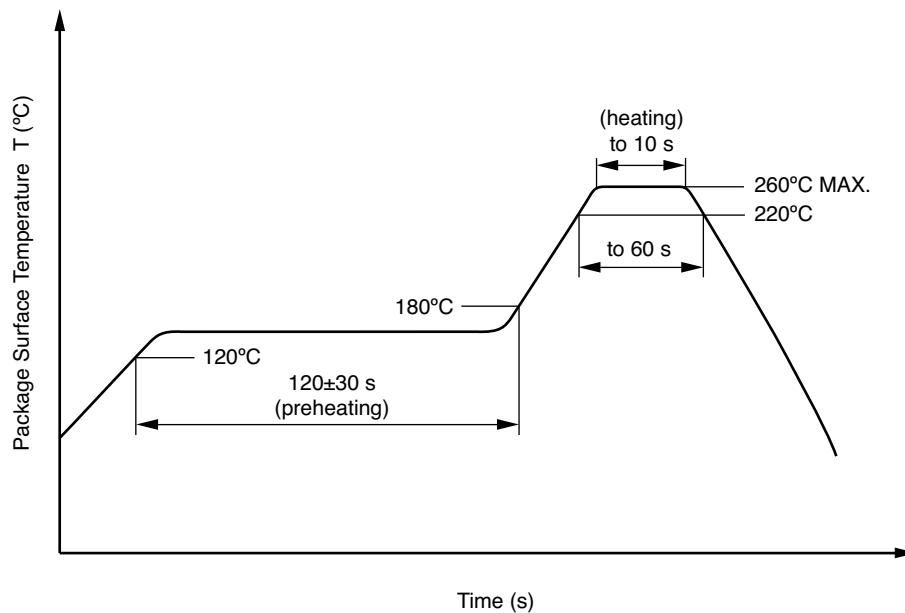 Package Surface Temperature T (ºC)
(heating)
to 10 s
260ºC MAX.
220ºC
to 60 s
180ºC
120ºC
120±30 s
(preheating)
Time (s)